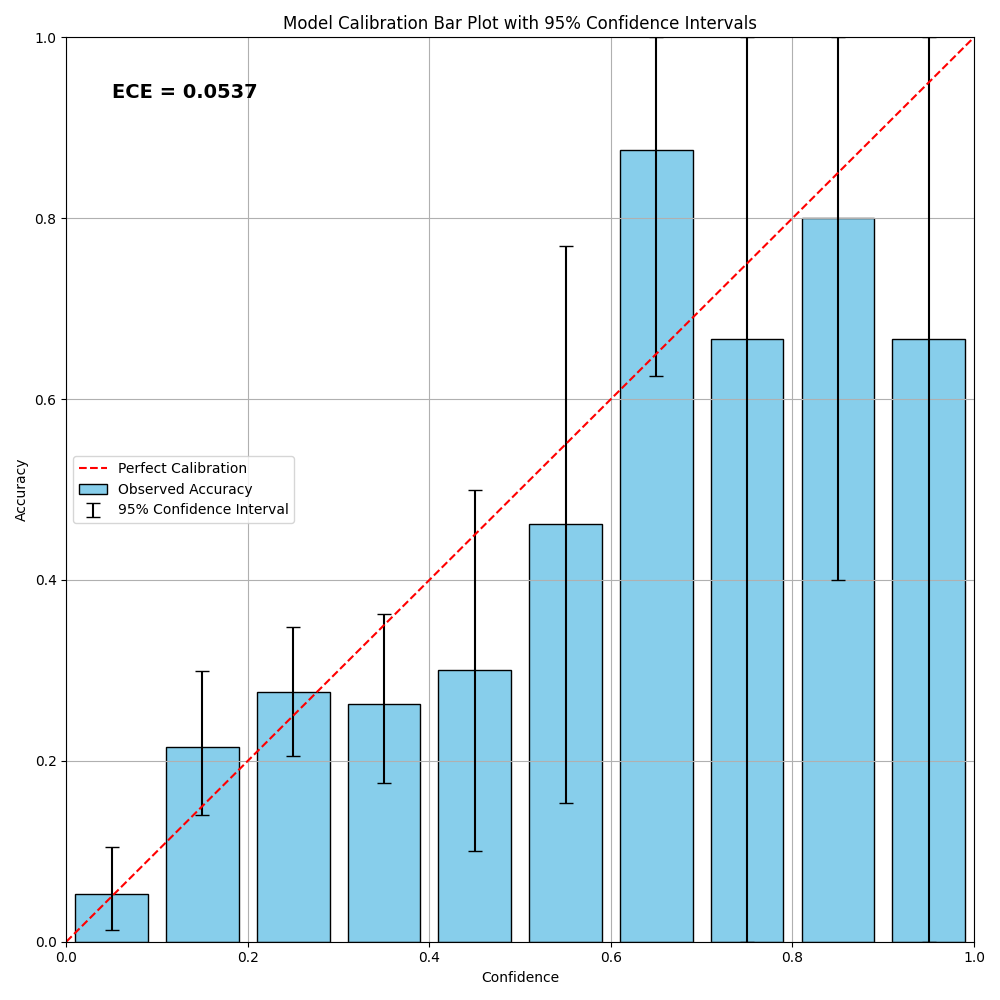 Model Calibration Bar Plot with 95% Confidence Intervals
ECE = 0.0537
1.0
0.8
0.6
0.4
0.2
0.0
Accuracy
Perfect Calibration
Observed Accuracy
95% Confidence Interval
0.0 0.2 0.4 0.6 0.8 1.0
Confidence